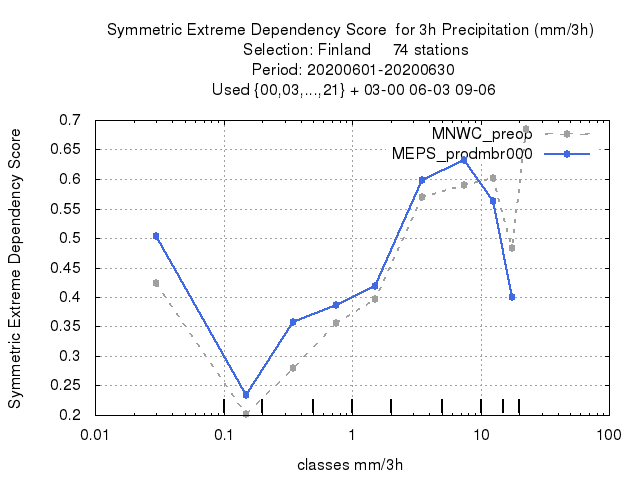 Symmetric Extreme Dependency Score  for 3h Precipitation (mm/3h)
Selection: Finland     74 stations
Period: 20200601-20200630
Used {00,03,...,21} + 03-00 06-03 09-06
Symmetric Extreme Dependency Score
0.7
0.65
0.6
0.55
0.5
0.45
0.4
0.35
0.3
0.25
0.2
MNWC_preop
MEPS_prodmbr000
0.01
0.1
1
10
100
classes mm/3h